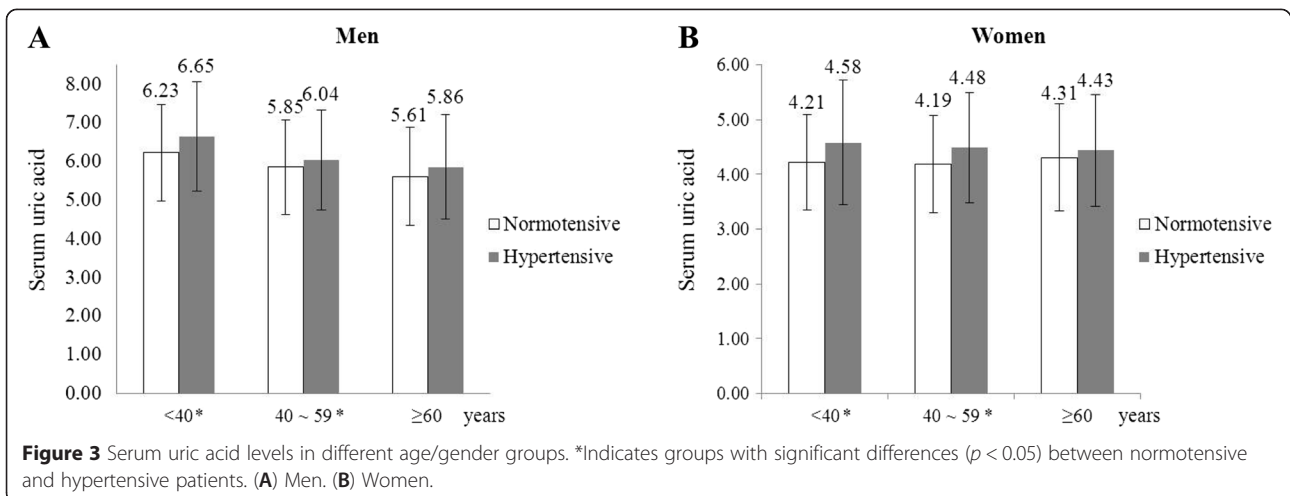 A
Men
8.00
7.00
6.00
5.00
4.00
3.00
2.00
1.00
0.00
Serum uric acid
6.23
6.65
5.85
6.04
5.61
5.86
Normotensive
Hypertensive
<40 *
40 ~ 59 *
≥60
years
B
Women
6.00
5.00
4.00
3.00
2.00
1.00
0.00
Serum uric acid
4.21
4.58
4.19
4.48
4.31
4.43
Normotensive
Hypertensive
<40 *
40 ~ 59 *
≥60
years
Figure 3 Serum uric acid levels in different age/gender groups. *Indicates groups with significant differences (p < 0.05) between normotensive
and hypertensive patients. (A) Men. (B) Women.